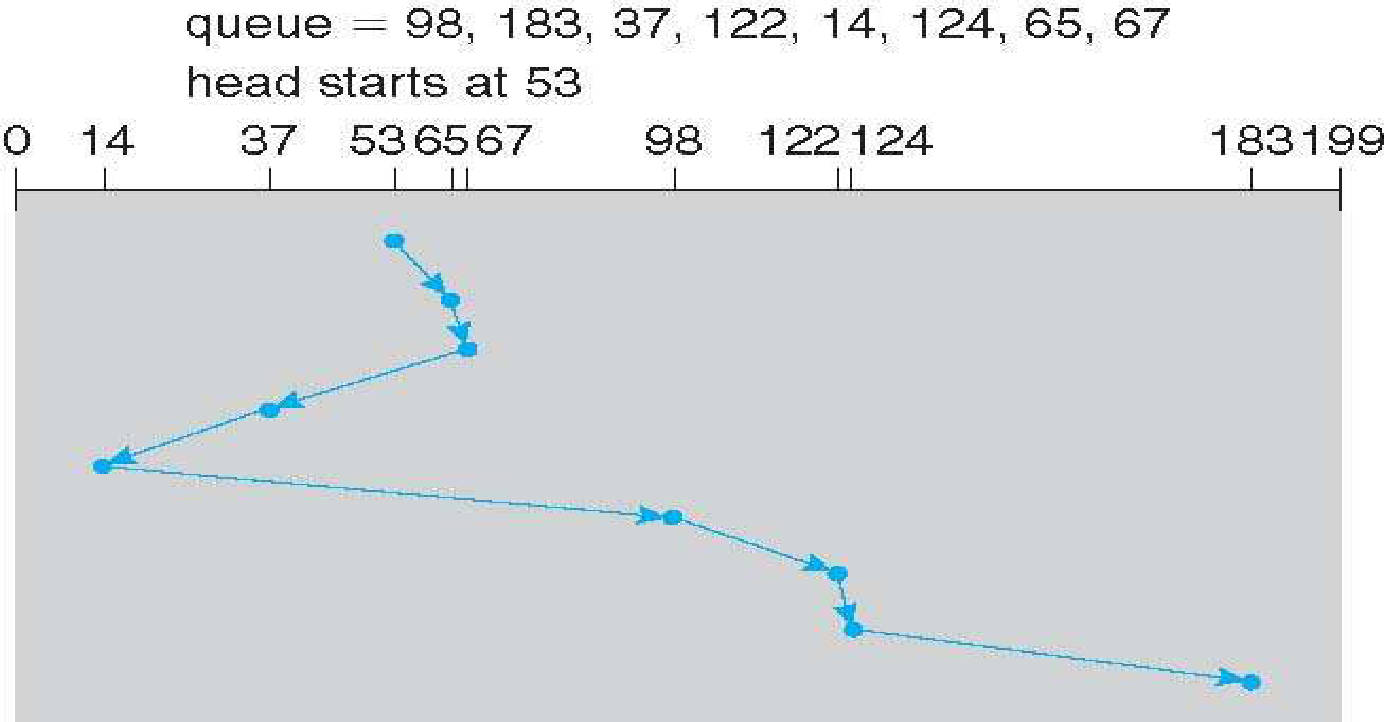 queue = 98, 183, 37, 122, 14, 124, 65, 67
head starts at 53
0 14 37 53 65 67 98 122 124 183 199